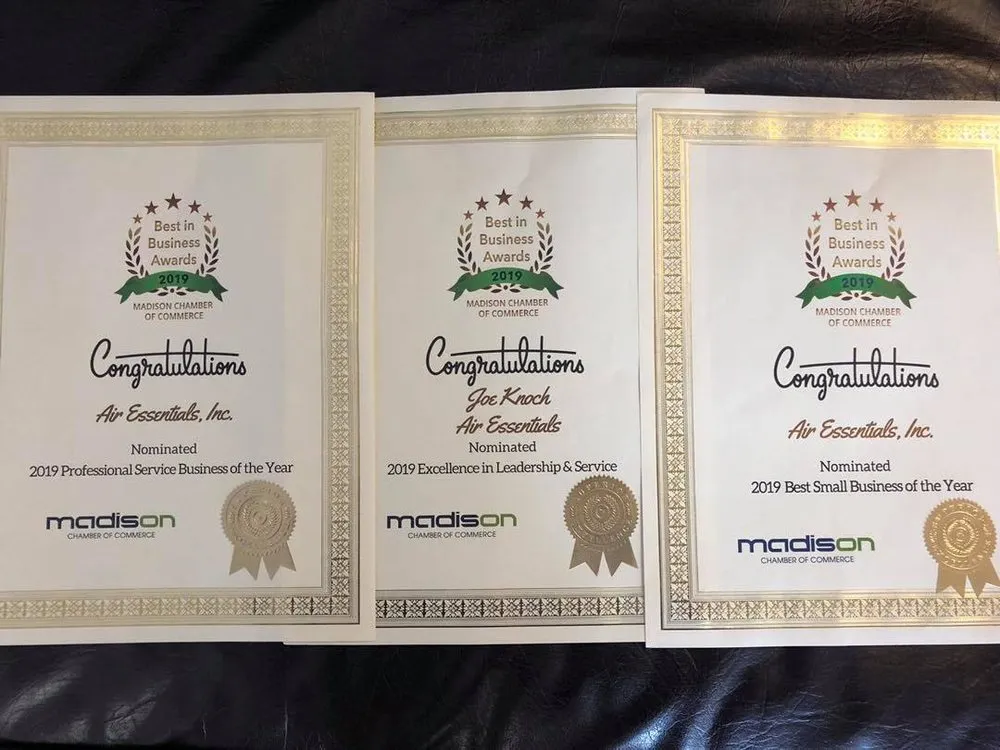 Best in
Business
Awards
2019
MADISON CHAMBER
OF COMMERCE
Congratulations
Air Essentials, Inc.
Nominated
2019 Professional Service Business of the Year
madison
CHAMBER OF COMMERCE
Best in
Business
Awards
2019
MADISON CHAMBER
OF COMMERCE
Congratulations
Joe Knoch
Air Essentials
Nominated
2019 Excellence in Leadership & Service
madison
CHAMBER OF COMMERCE
Best in
Business
Awards
2019
MADISON CHAMBER
OF COMMERCE
Congratulations
Air Essentials, Inc.
Nominated
2019 Best Small Business of the Year
madison
CHAMBER OF COMMERCE